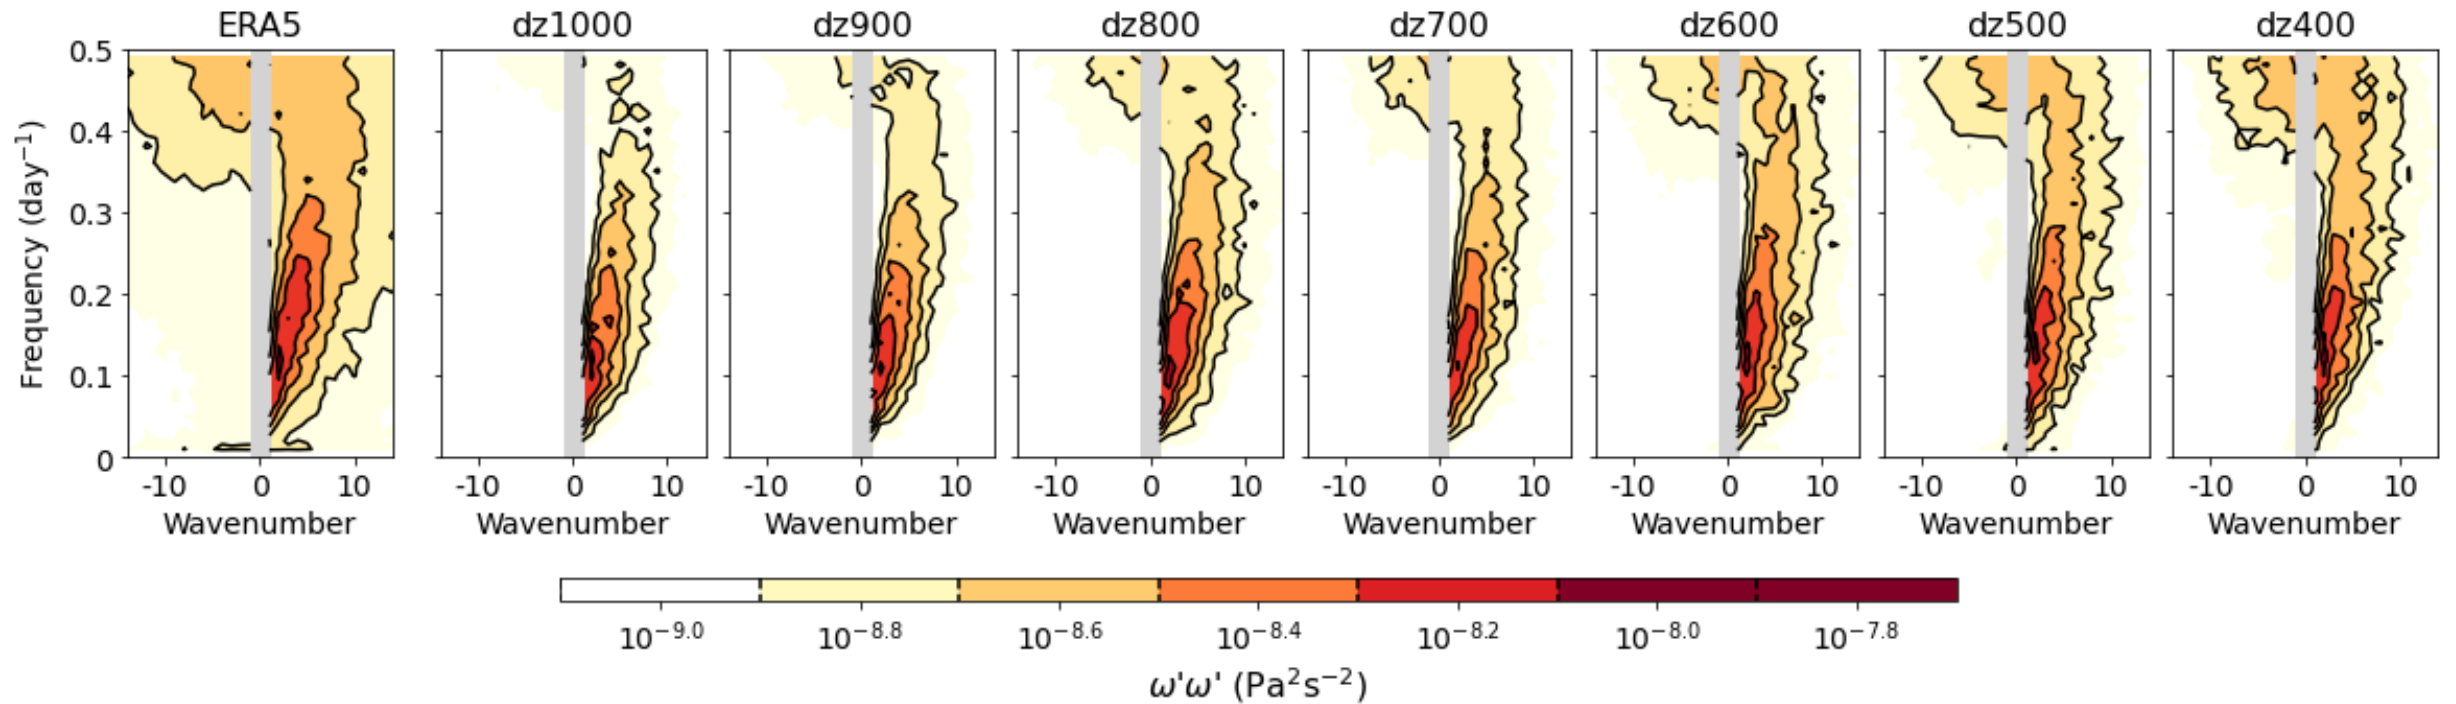 ERA5 dz1000 dz900 dz800 dz700 dz600 dz500 dz400
0.5
0.4
0.3
0.2
0.1
0
Frequency (day⁻¹)
-10 0 10 -10 0 10 -10 0 10 -10 0 10 -10 0 10 -10 0 10 -10 0 10 -10 0 10
Wavenumber Wavenumber Wavenumber Wavenumber Wavenumber Wavenumber Wavenumber Wavenumber
10⁻⁹·⁰ 10⁻⁸·⁸ 10⁻⁸·⁶ 10⁻⁸·⁴ 10⁻⁸·² 10⁻⁸·⁰ 10⁻⁷·⁸
ω'ω' (Pa²s⁻²)